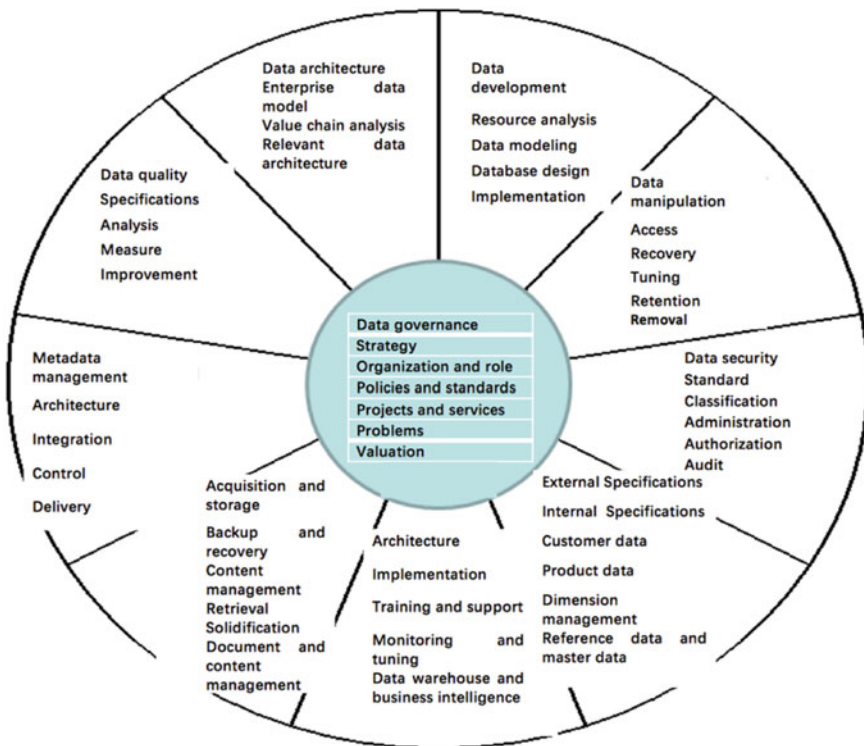 Data architecture
Enterprise data
model
Value chain analysis
Relevant data
architecture
Data
development
Resource analysis
Data modeling
Database design
Implementation
Data quality
Specifications
Analysis
Measure
Improvement
Data
manipulation
Access
Recovery
Tuning
Retention
Removal
Data governance
Strategy
Organization and role
Policies and standards
Projects and services
Problems
Valuation
Metadata
management
Architecture
Integration
Control
Delivery
Data security
Standard
Classification
Administration
Authorization
Audit
Acquisition and
storage
Backup and
recovery
Content
management
Retrieval
Solidification
Document and
content
management
Architecture
Implementation
Training and support
Monitoring and
tuning
Data warehouse and
business intelligence
External Specifications
Internal Specifications
Customer data
Product data
Dimension
management
Reference data and
master data